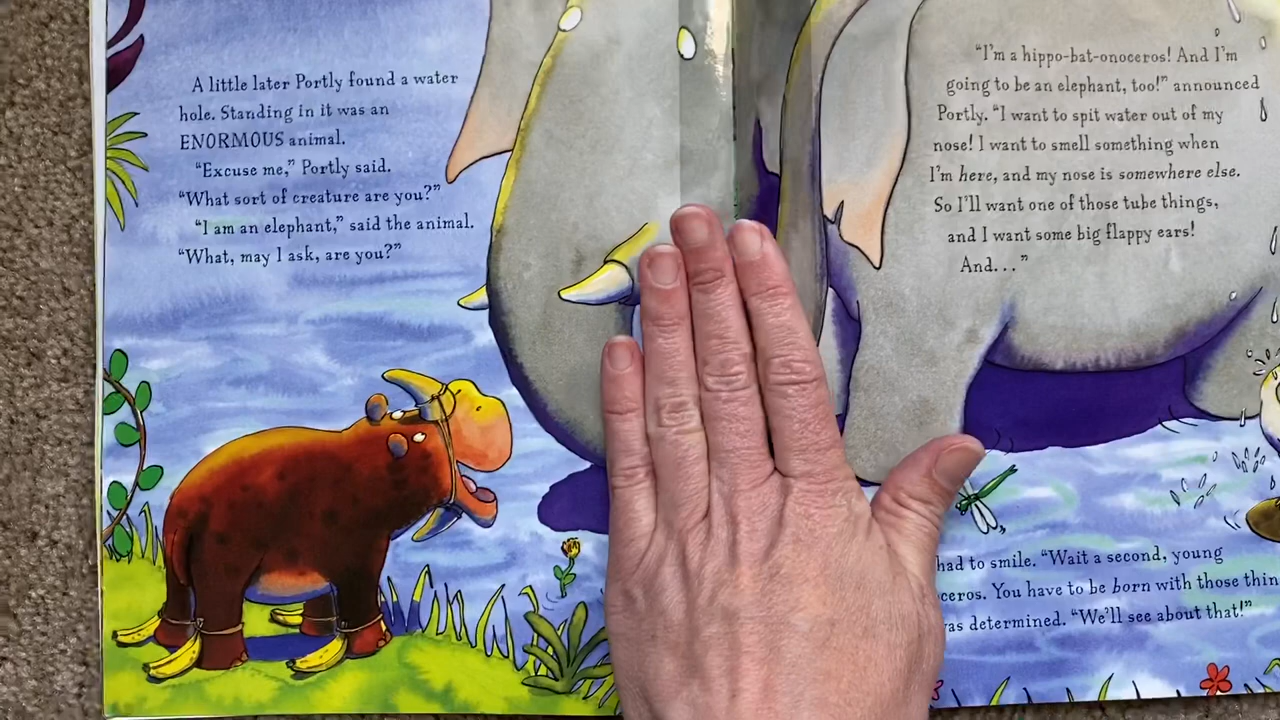 A little later Portly found a water
hole. Standing in it was an
ENORMOUS animal.
“Excuse me,” Portly said.
“What sort of creature are you?”
“I am an elephant,” said the animal.
“What, may I ask, are you?”
“I’m a hippo-bat-onoceros! And I’m
going to be an elephant, too!” announced
Portly. “I want to spit water out of my
nose! I want to smell something when
I’m here, and my nose is somewhere else.
So I’ll want one of those tube things,
and I want some big flappy ears!
And. . .”
had to smile. “Wait a second, young
ceros. You have to be born with those thin
was determined. “We’ll see about that!”